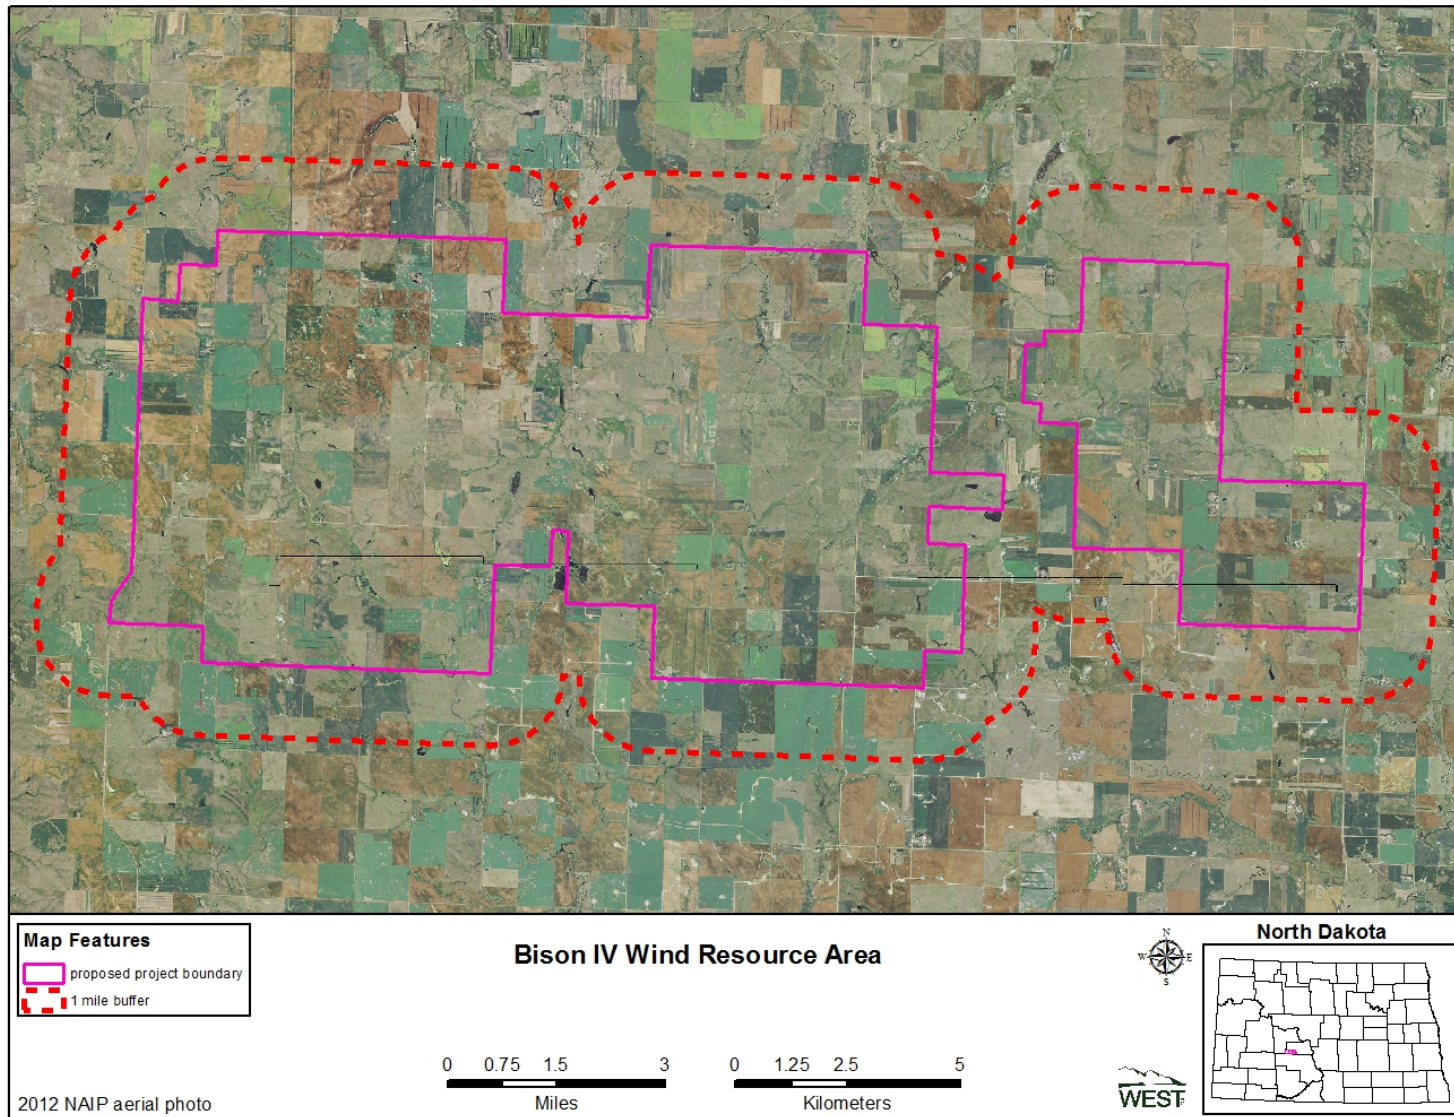 Map Features
proposed project boundary
1 mile buffer
2012 NAIP aerial photo
Bison IV Wind Resource Area
0 0.75 1.5 3
Miles
0 1.25 2.5 5
Kilometers
N
W E
S
WEST
North Dakota